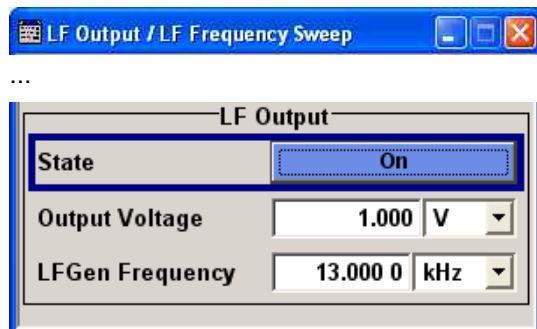 LF Output / LF Frequency Sweep
...
LF Output
State On
Output Voltage 1.000 V
LFGen Frequency 13.000 0 kHz